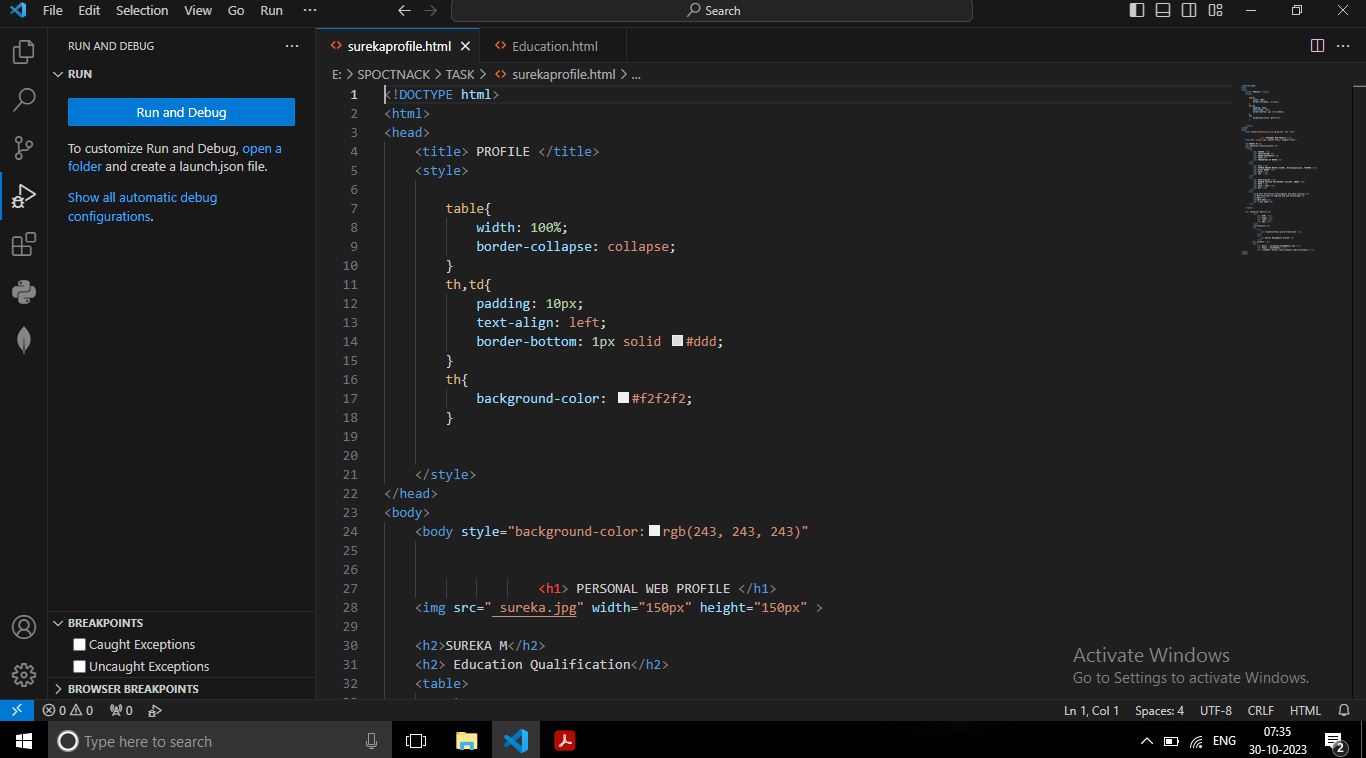 File Edit Selection View Go Run ··· Search
RUN AND DEBUG ···
RUN
Run and Debug
To customize Run and Debug, open a
folder and create a launch.json file.
Show all automatic debug
configurations.
BREAKPOINTS
Caught Exceptions
Uncaught Exceptions
BROWSER BREAKPOINTS
surekaprofile.html Education.html
E: > SPOCTNACK > TASK > surekaprofile.html > ...
1 <!DOCTYPE html>
2 <html>
3 <head>
4 <title> PROFILE </title>
5 <style>
6
7 table{
8 width: 100%;
9 border-collapse: collapse;
10 }
11 th,td{
12 padding: 10px;
13 text-align: left;
14 border-bottom: 1px solid #ddd;
15 }
16 th{
17 background-color: #f2f2f2;
18 }
19
20
21 </style>
22 </head>
23 <body>
24 <body style="background-color: rgb(243, 243, 243)"
25
26
27 <h1> PERSONAL WEB PROFILE </h1>
28 <img src=" sureka.jpg" width="150px" height="150px" >
29
30 <h2>SUREKA M</h2>
31 <h2> Education Qualification</h2>
32 <table>
Activate Windows
Go to Settings to activate Windows.
0 0 0 Ln 1, Col 1 Spaces: 4 UTF-8 CRLF HTML
Type here to search ENG 07:35
30-10-2023 2